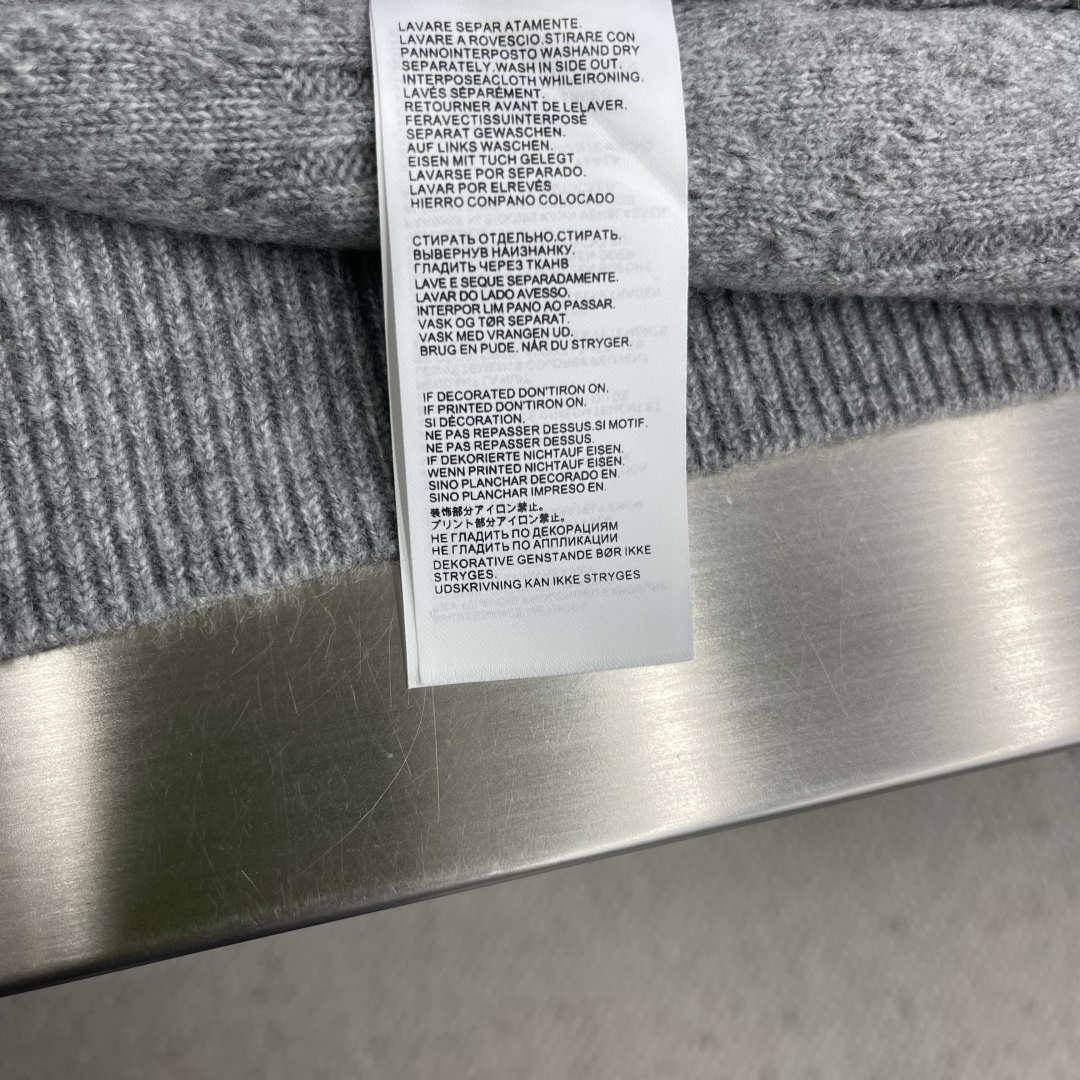 LAVARE SEPAR ATAMENTE.
LAVARE A ROVESCIO.STIRARE CON
PANNOINTERPOSTO WASHAND DRY
SEPARATELY.WASH IN SIDE OUT.
INTERPOSEACLOTH WHILEIRONING.
LAVÉS SÉPARÉMENT.
RETOURNER AVANT DE LELAVER.
FERAVECTISSUINTERPOSÉ
SEPARAT GEWASCHEN.
AUF LINKS WASCHEN.
EISEN MIT TUCH GELEGT
LAVARSE POR SEPARADO.
LAVAR POR ELREVÉS
HIERRO CONPANO COLOCADO
СТИРАТЬ ОТДЕЛЬНО.СТИРАТЬ.
ВЫВЕРНУВ НАИЗНАНКУ.
ГЛАДИТЬ ЧЕРЕЗ ТКАНВ
LAVE E SEQUE SEPARADAMENTE.
LAVAR DO LADO AVESSO.
INTERPOR LIM PANO AO PASSAR.
VASK OG TØR SEPARAT.
VASK MED VRANGEN UD.
BRUG EN PUDE. NÅR DU STRYGER.
IF DECORATED DON'TIRON ON.
IF PRINTED DON'TIRON ON.
SI DÉCORATION.
NE PAS REPASSER DESSUS.SI MOTIF.
NE PAS REPASSER DESSUS.
IF DEKORIERTE NICHTAUF EISEN.
WENN PRINTED NICHTAUF EISEN.
SINO PLANCHAR DECORADO EN.
SINO PLANCHAR IMPRESO EN.
装饰部分アイロン禁止。
プリント部分アイロン禁止。
НЕ ГЛАДИТЬ ПО ДЕКОРАЦИЯМ
НЕ ГЛАДИТЬ ПО АППЛИКАЦИИ
DEKORATIVE GENSTANDE BØR IKKE
STRYGES.
UDSKRIVNING KAN IKKE STRYGES